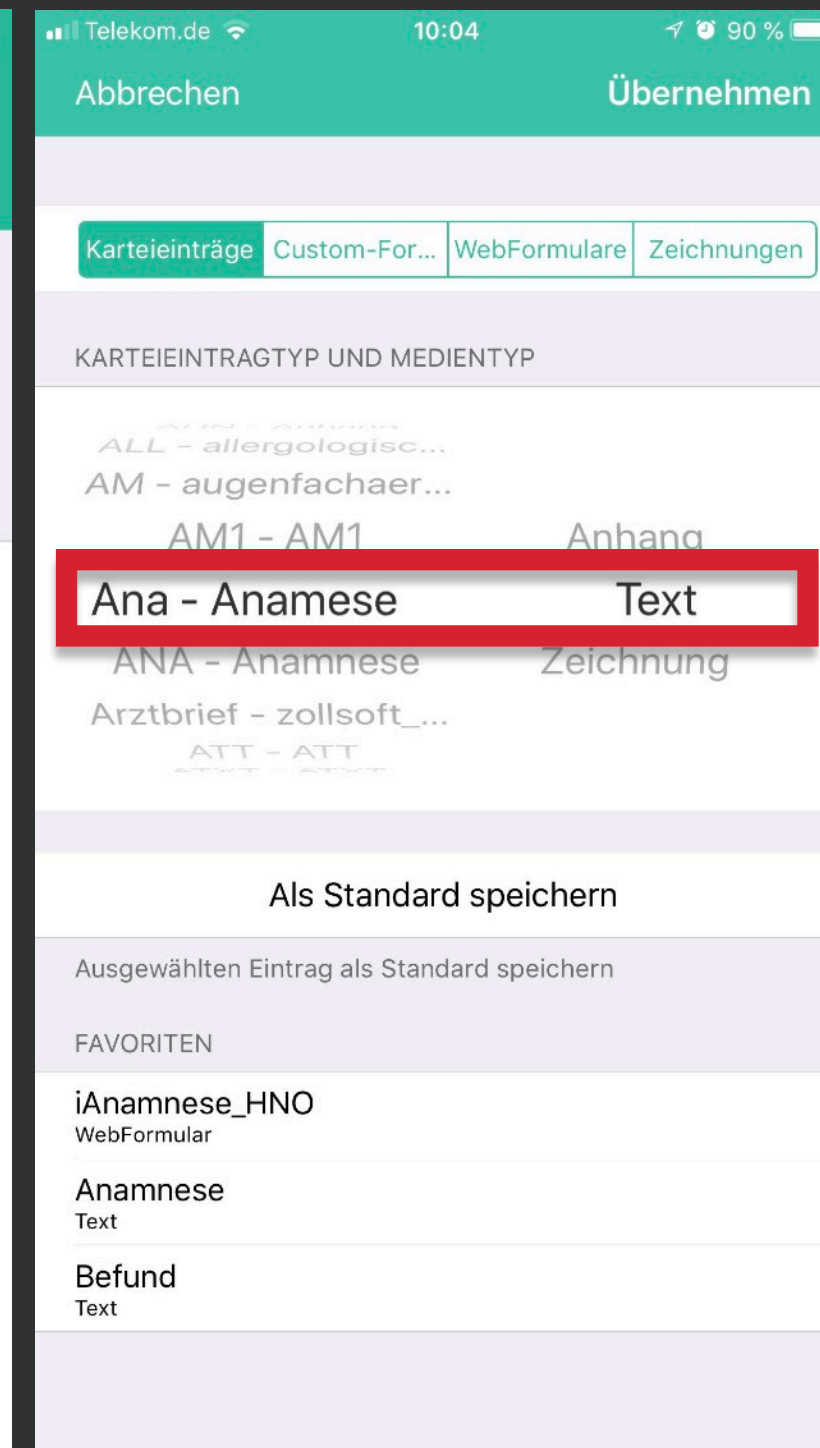 Telekom.de 10:04 90 %
Abbrechen Übernehmen
Karteieinträge Custom-For... WebFormulare Zeichnungen
KARTEIEINTRAGTYP UND MEDIENTYP
ALL - allergologisc...
AM - augenfachaer...
AM1 - AM1 Anhang
Ana - Anamese Text
ANA - Anamnese Zeichnung
Arztbrief - zollsoft_...
ATT - ATT
Als Standard speichern
Ausgewählten Eintrag als Standard speichern
FAVORITEN
iAnamnese_HNO
WebFormular
Anamnese
Text
Befund
Text